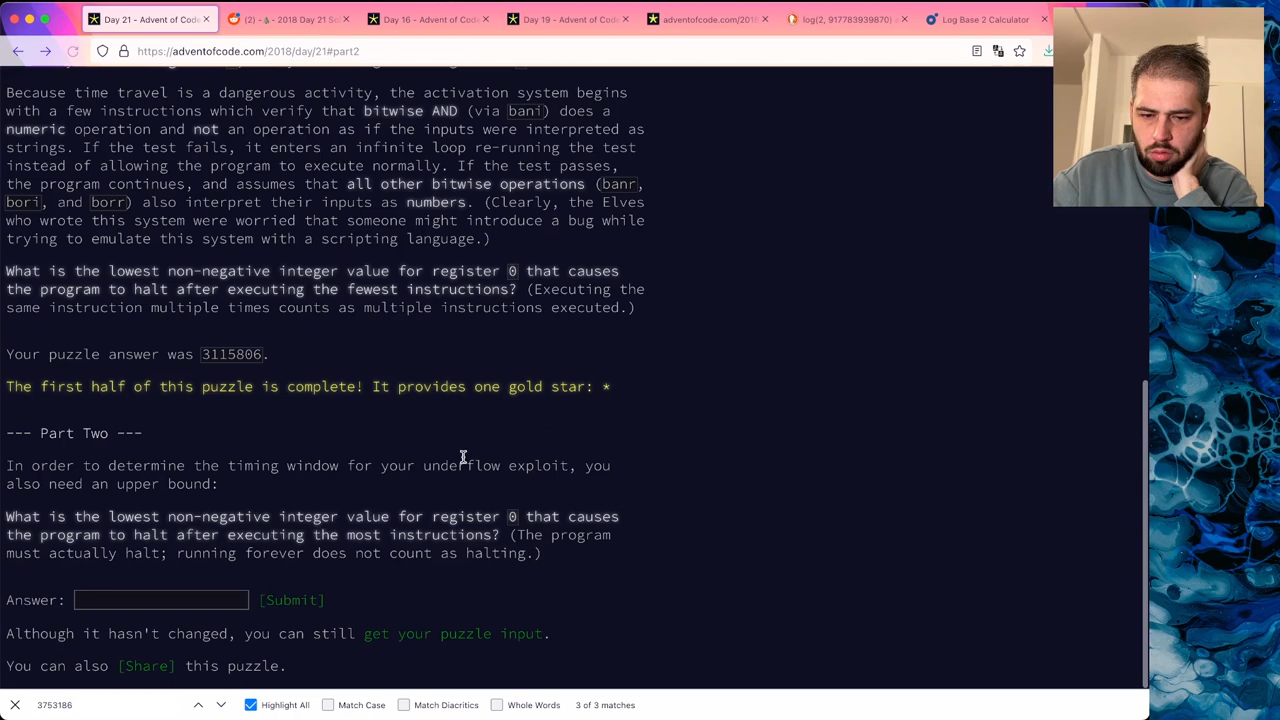 Day 21 - Advent of Code
(2) 2018 Day 21 Sol
Day 16 - Advent of Code
Day 19 - Advent of Code
adventofcode.com/2018
log(2, 917783939870)
Log Base 2 Calculator
https://adventofcode.com/2018/day/21#part2
Because time travel is a dangerous activity, the activation system begins
with a few instructions which verify that bitwise AND (via bani) does a
numeric operation and not an operation as if the inputs were interpreted as
strings. If the test fails, it enters an infinite loop re-running the test
instead of allowing the program to execute normally. If the test passes,
the program continues, and assumes that all other bitwise operations (banr,
bori, and borr) also interpret their inputs as numbers. (Clearly, the Elves
who wrote this system were worried that someone might introduce a bug while
trying to emulate this system with a scripting language.)
What is the lowest non-negative integer value for register 0 that causes
the program to halt after executing the fewest instructions? (Executing the
same instruction multiple times counts as multiple instructions executed.)
Your puzzle answer was 3115806.
The first half of this puzzle is complete! It provides one gold star: *
--- Part Two ---
In order to determine the timing window for your underflow exploit, you
also need an upper bound:
What is the lowest non-negative integer value for register 0 that causes
the program to halt after executing the most instructions? (The program
must actually halt; running forever does not count as halting.)
Answer: [Submit]
Although it hasn't changed, you can still get your puzzle input.
You can also [Share] this puzzle.
3753186 Highlight All Match Case Match Diacritics Whole Words 3 of 3 matches